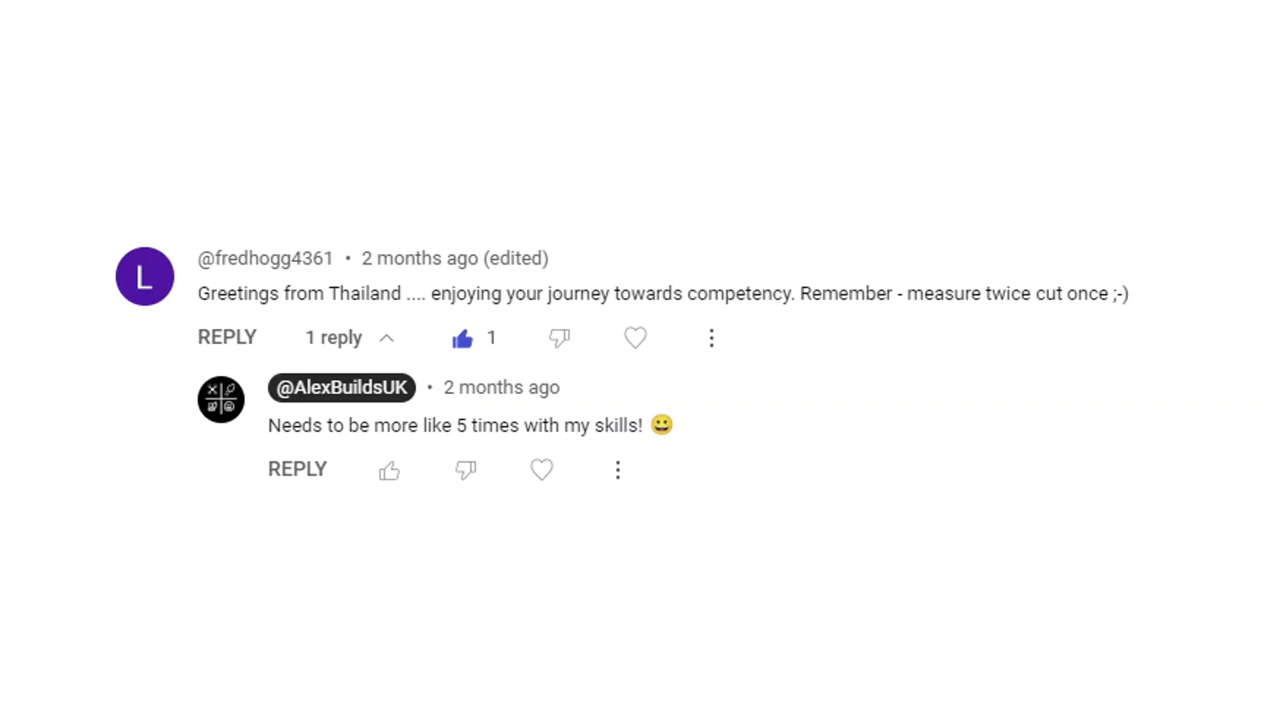 L
@fredhogg4361 • 2 months ago (edited)
Greetings from Thailand .... enjoying your journey towards competency. Remember - measure twice cut once ;-)
REPLY 1 reply 1
@AlexBuildsUK • 2 months ago
Needs to be more like 5 times with my skills! 😀
REPLY